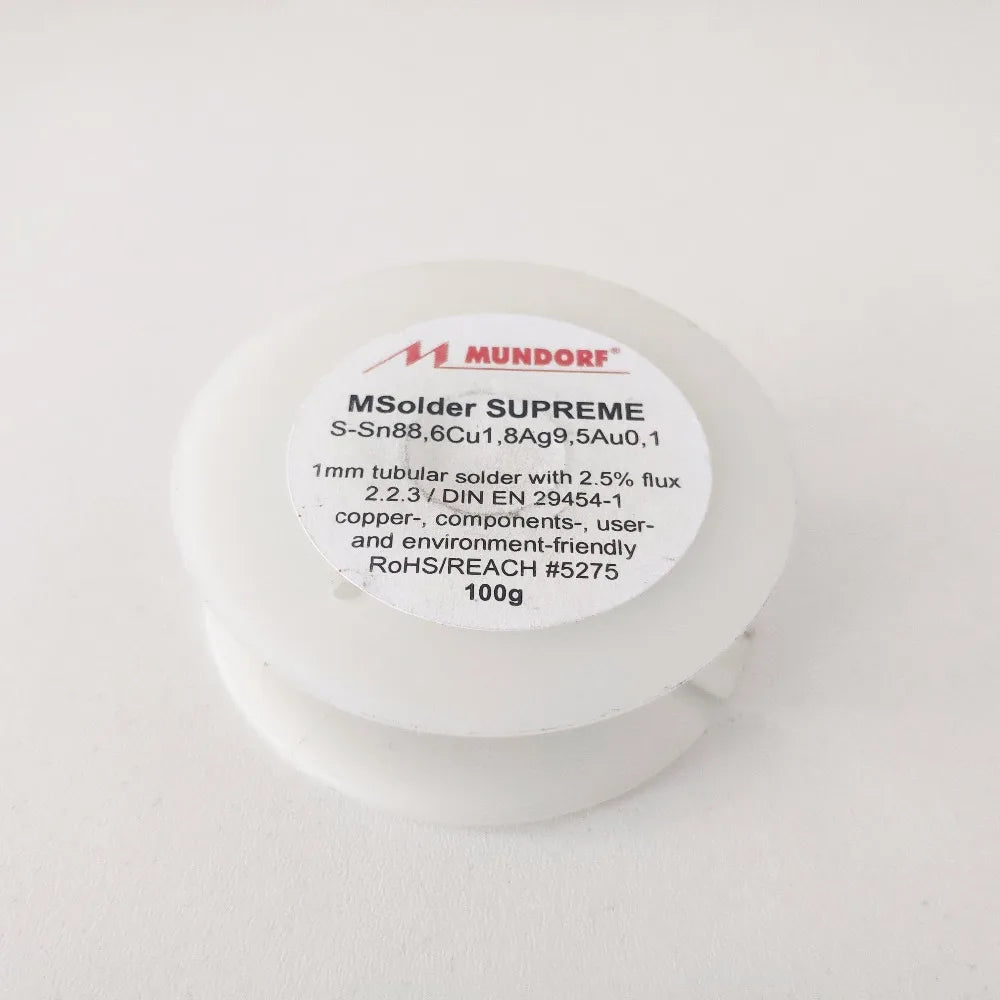 MUNDORF®
MSolder SUPREME
S-Sn88,6Cu1,8Ag9,5Au0,1
1mm tubular solder with 2.5% flux
2.2.3 / DIN EN 29454-1
copper-, components-, user-
and environment-friendly
RoHS/REACH #5275
100g